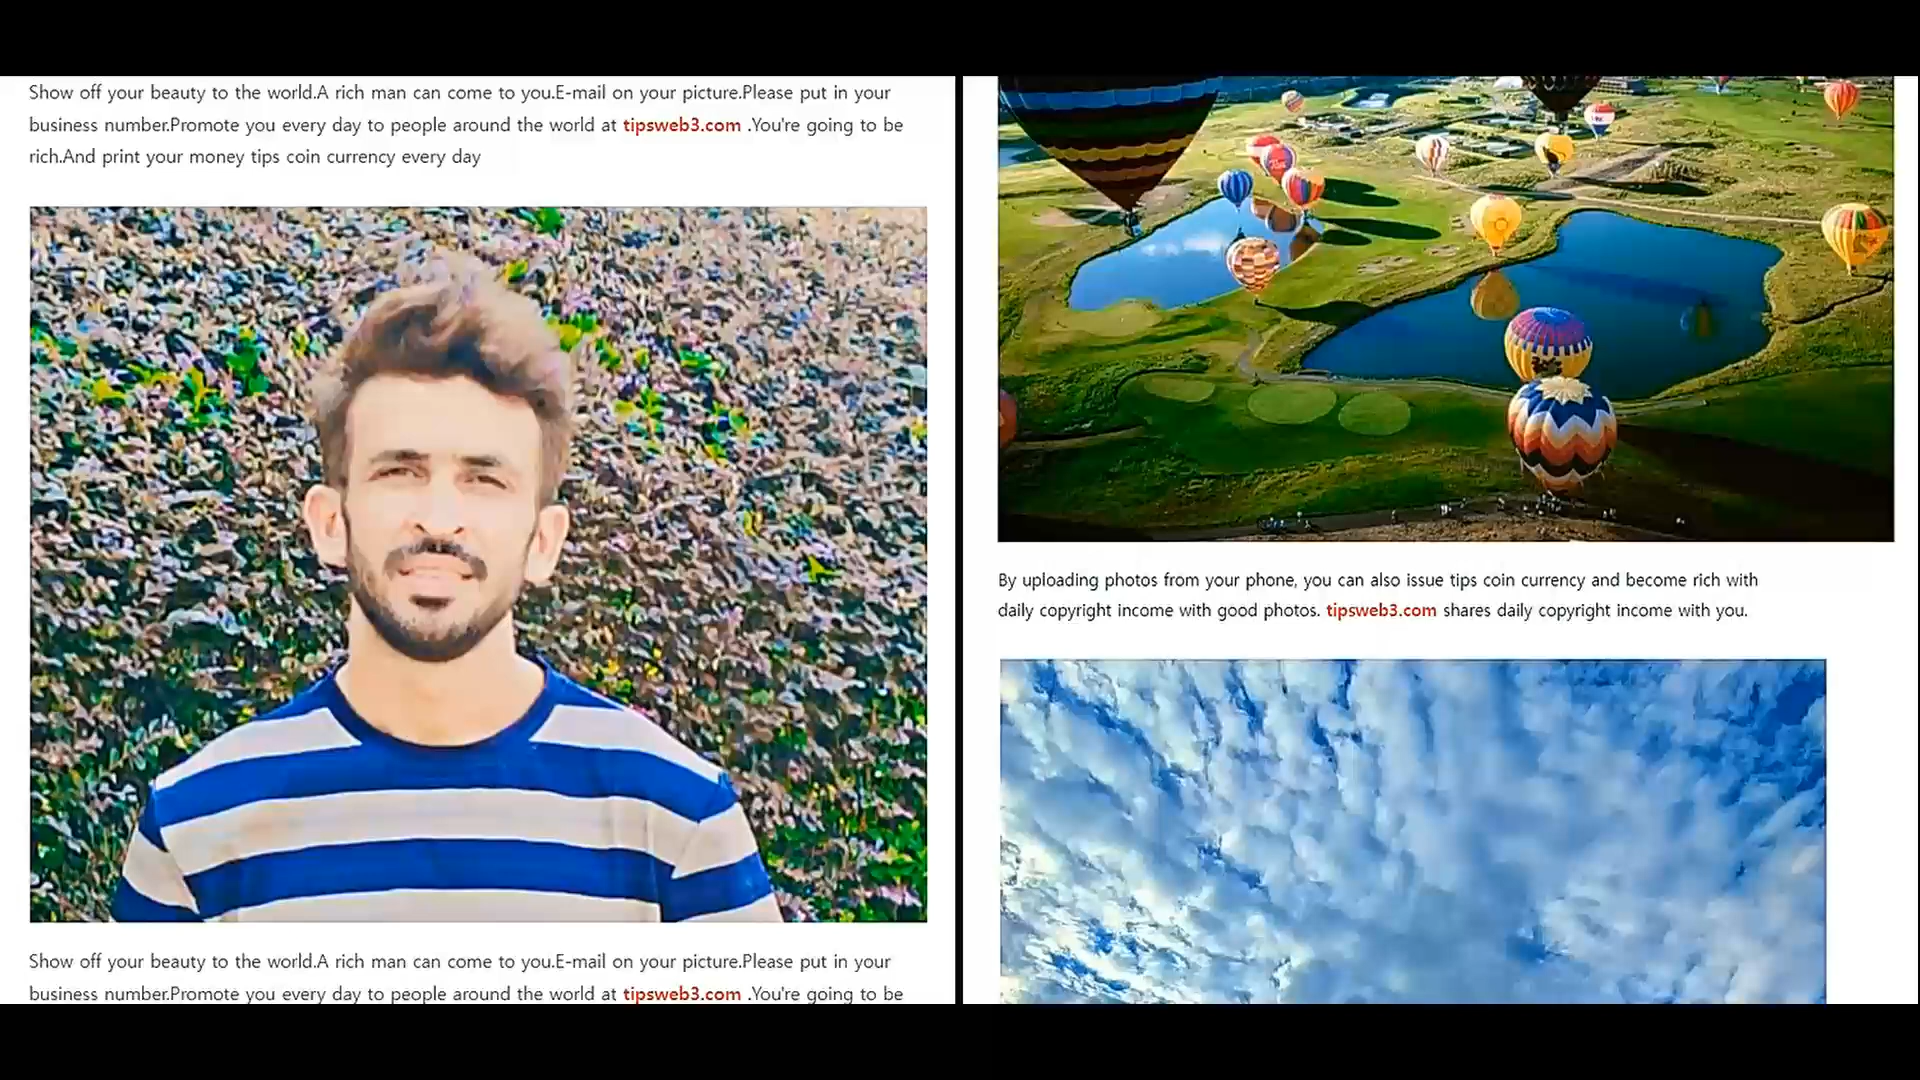 Show off your beauty to the world.A rich man can come to you.E-mail on your picture.Please put in your
business number.Promote you every day to people around the world at tipsweb3.com .You're going to be
rich.And print your money tips coin currency every day
Show off your beauty to the world.A rich man can come to you.E-mail on your picture.Please put in your
business number.Promote you every day to people around the world at tipsweb3.com .You're going to be
By uploading photos from your phone, you can also issue tips coin currency and become rich with
daily copyright income with good photos. tipsweb3.com shares daily copyright income with you.